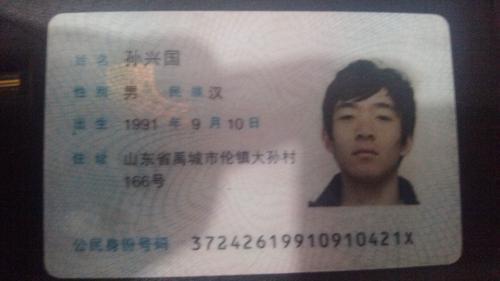 姓名 孙兴国
性别 男 民族 汉
出生 1991 年 9 月 10 日
住址 山东省禹城市伦镇大孙村
166号
公民身份号码 37242619910910421X